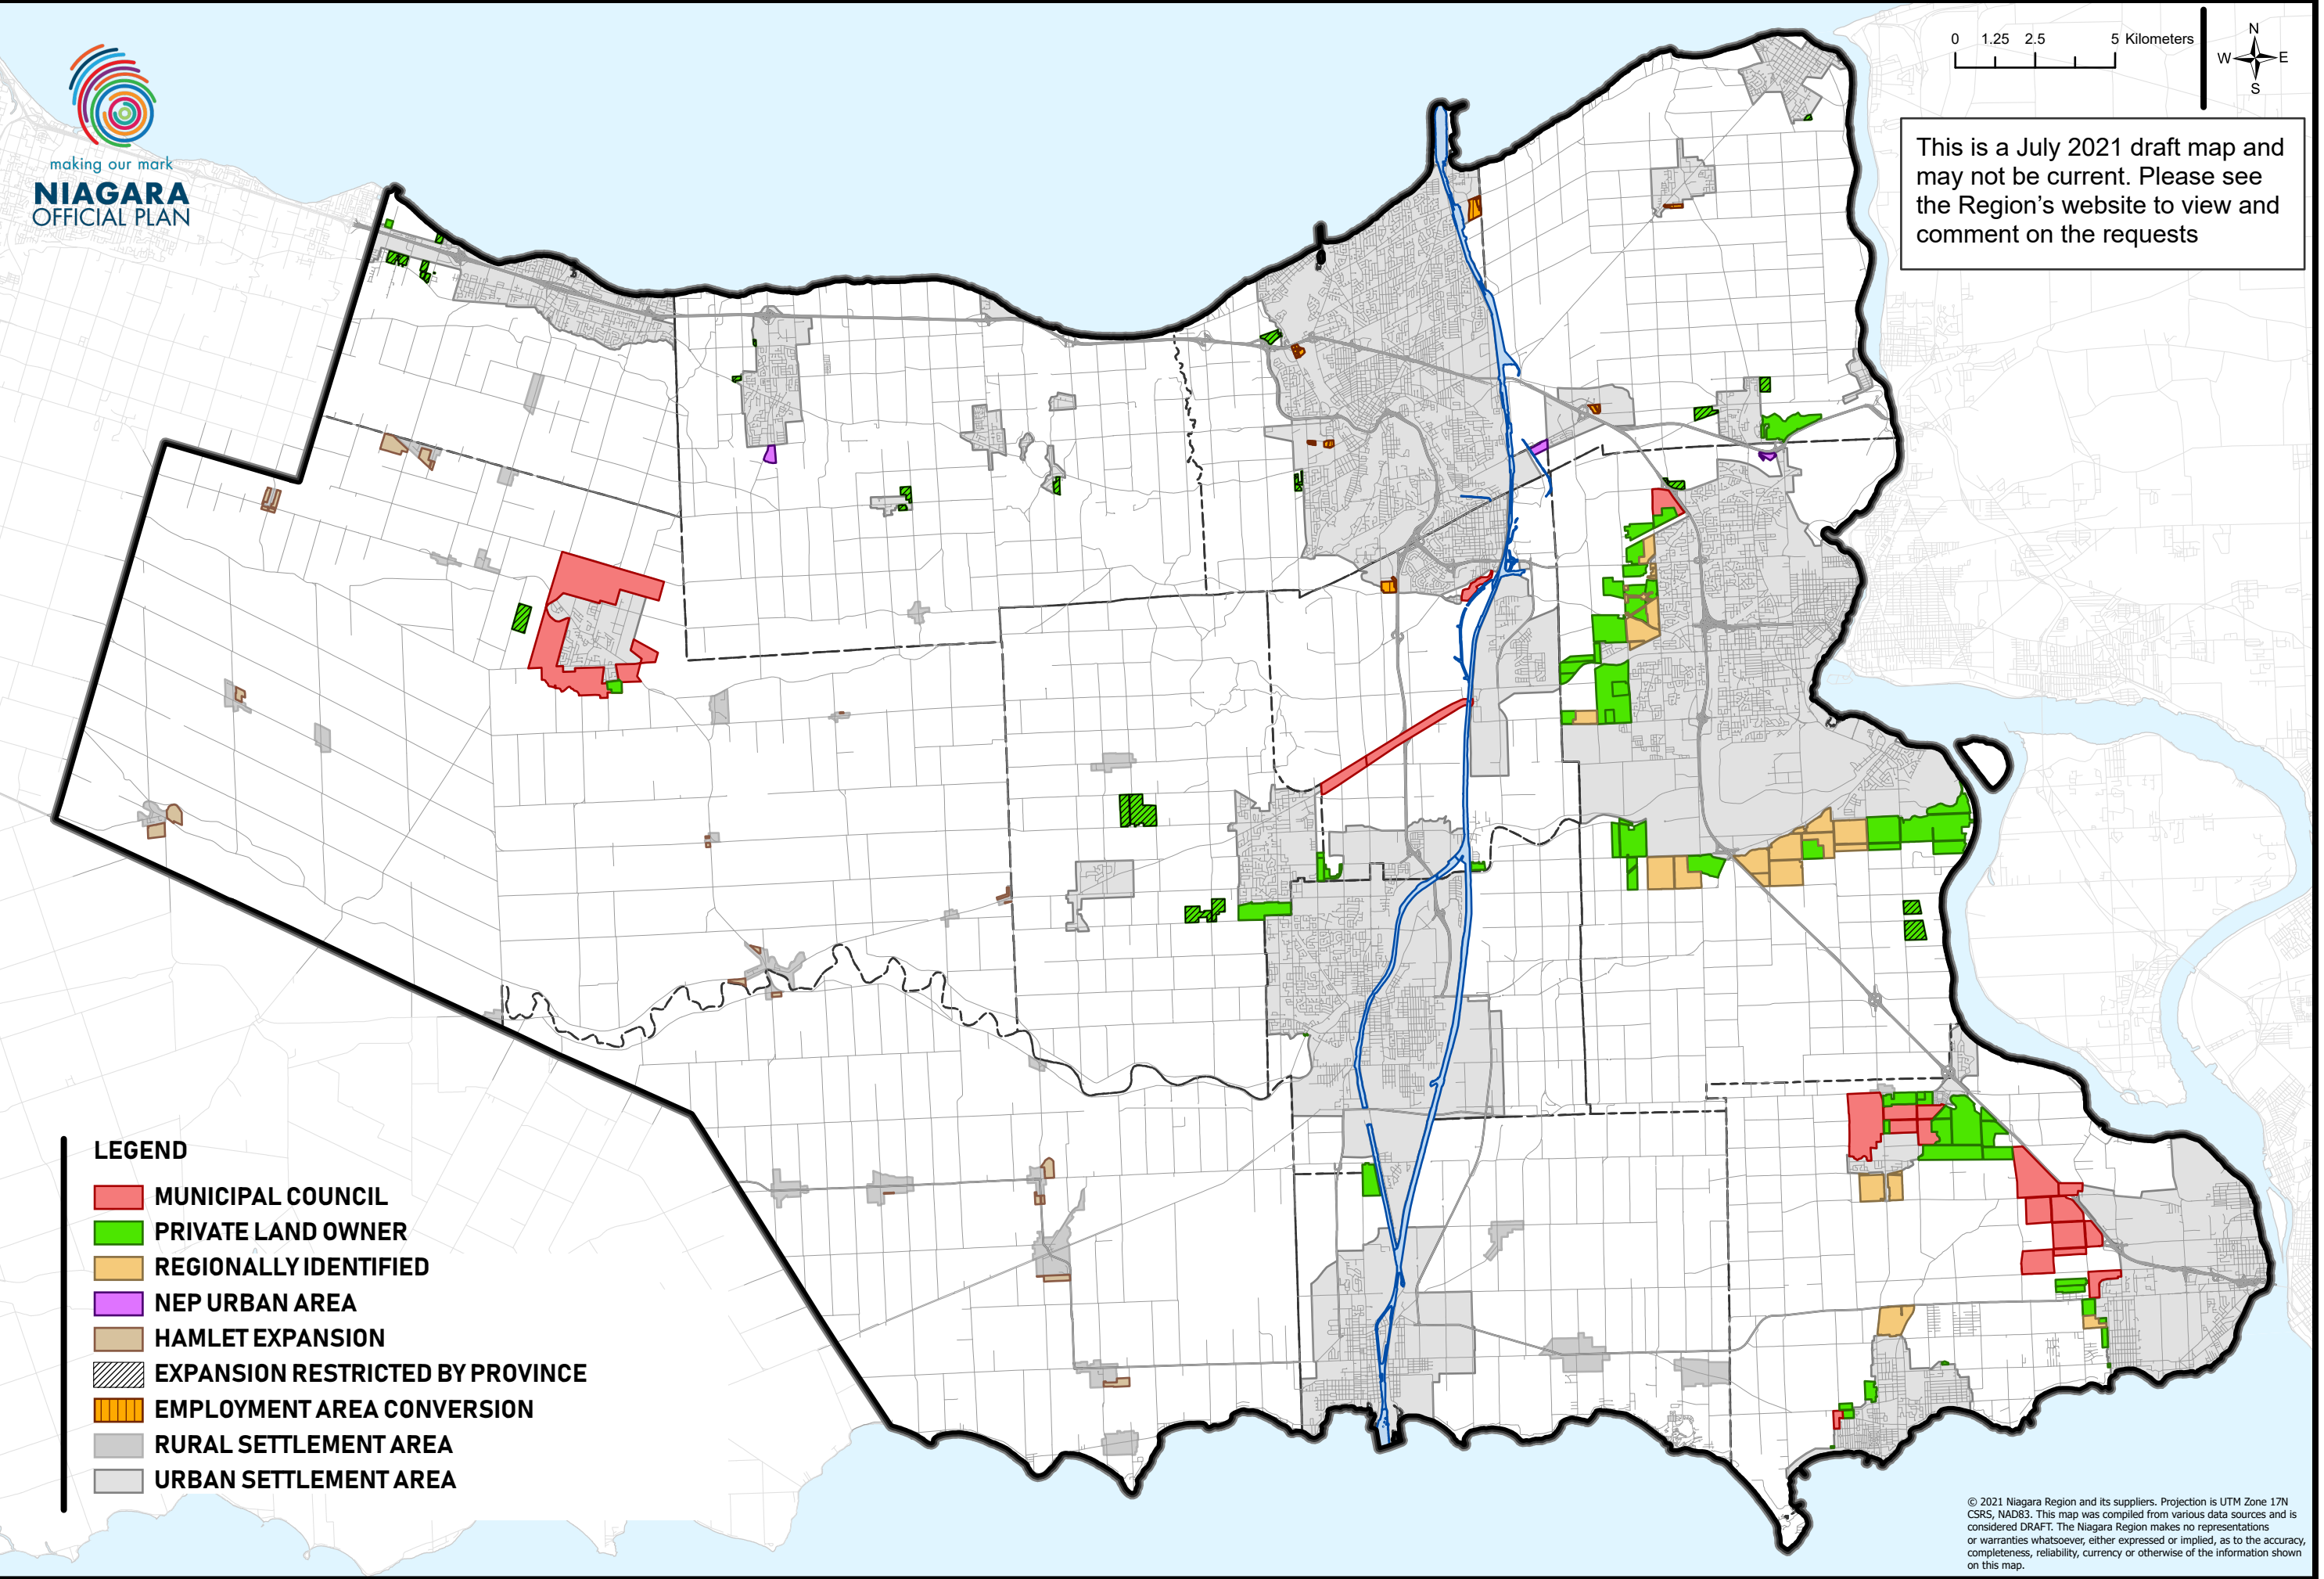 making our mark
NIAGARA
OFFICIAL PLAN
0 1.25 2.5 5 Kilometers
N
W E
S
This is a July 2021 draft map and
may not be current. Please see
the Region's website to view and
comment on the requests
LEGEND
MUNICIPAL COUNCIL
PRIVATE LAND OWNER
REGIONALLY IDENTIFIED
NEP URBAN AREA
HAMLET EXPANSION
EXPANSION RESTRICTED BY PROVINCE
EMPLOYMENT AREA CONVERSION
RURAL SETTLEMENT AREA
URBAN SETTLEMENT AREA
© 2021 Niagara Region and its suppliers. Projection is UTM Zone 17N
CSRS, NAD83. This map was compiled from various data sources and is
considered DRAFT. The Niagara Region makes no representations
or warranties whatsoever, either expressed or implied, as to the accuracy,
completeness, reliability, currency or otherwise of the information shown
on this map.